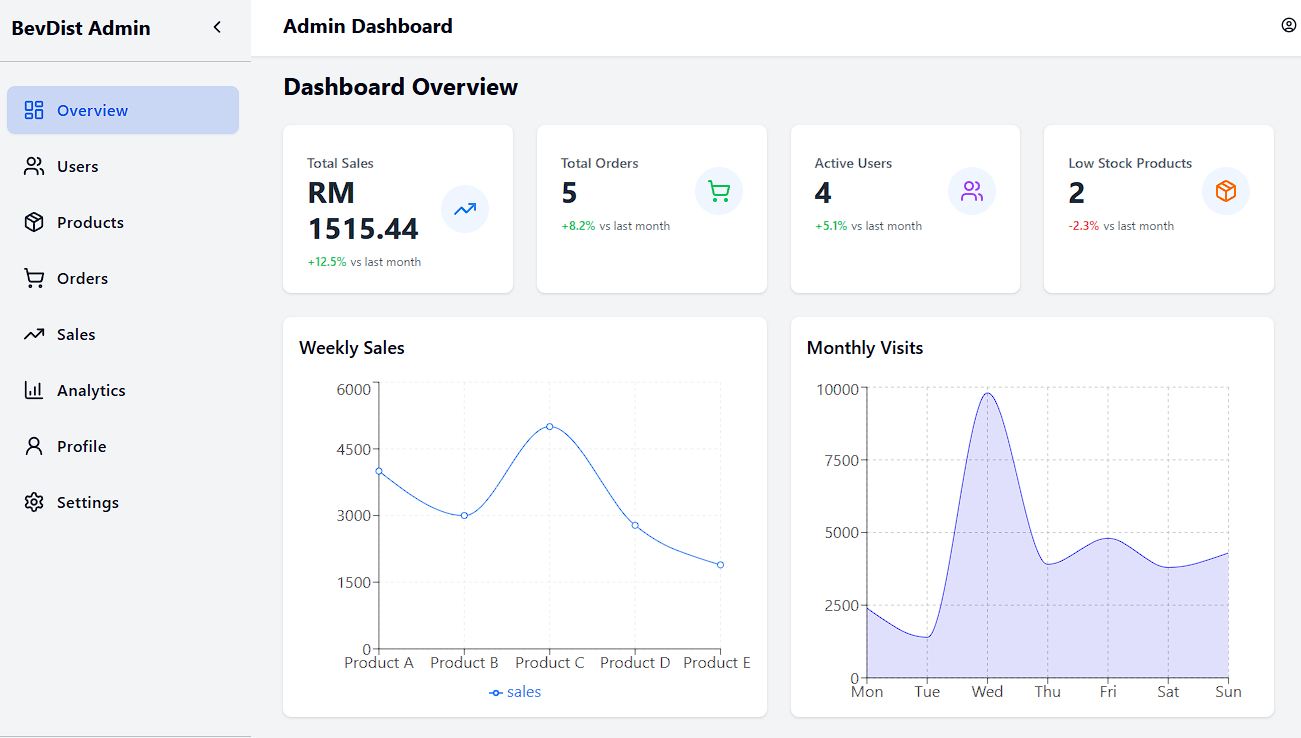 BevDist Admin
Admin Dashboard
Overview
Users
Products
Orders
Sales
Analytics
Profile
Settings
Dashboard Overview
Total Sales
RM
1515.44
+12.5% vs last month
Total Orders
5
+8.2% vs last month
Active Users
4
+5.1% vs last month
Low Stock Products
2
-2.3% vs last month
Weekly Sales
6000
4500
3000
1500
0
Product A Product B Product C Product D Product E
sales
Monthly Visits
10000
7500
5000
2500
0
Mon Tue Wed Thu Fri Sat Sun